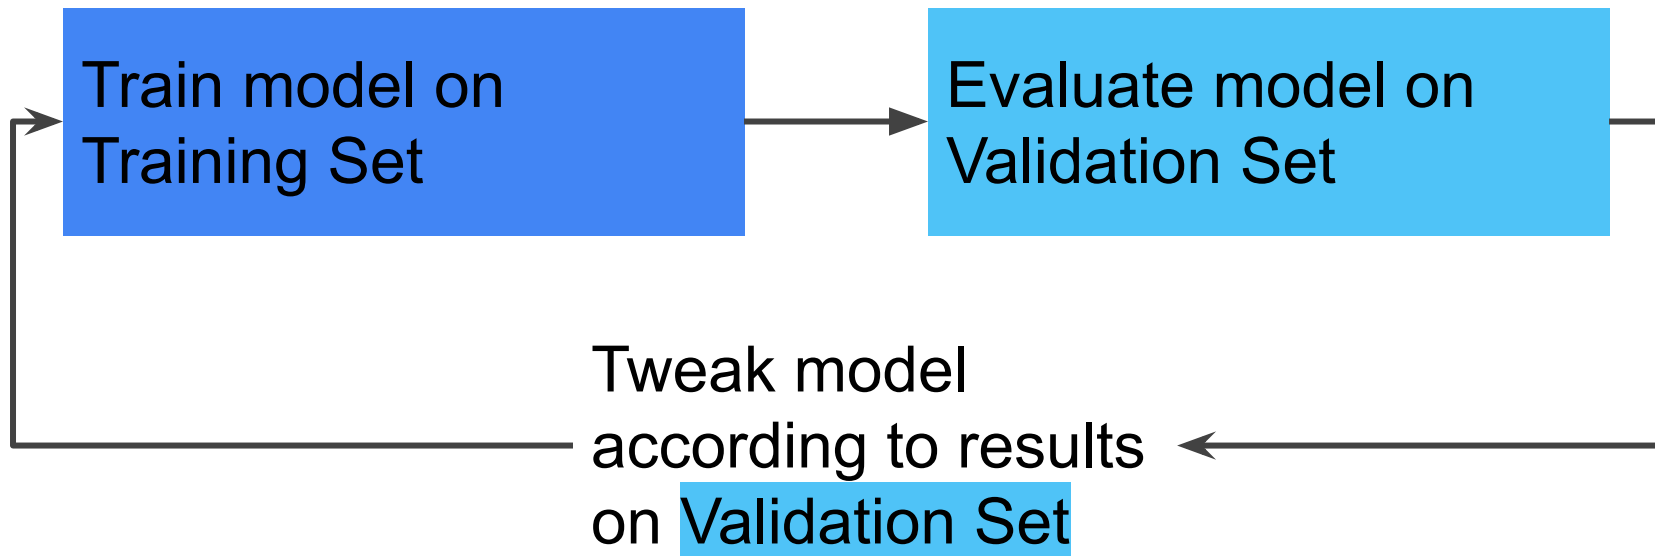 Train model on
Training Set
Evaluate model on
Validation Set
Tweak model
according to results
on Validation Set